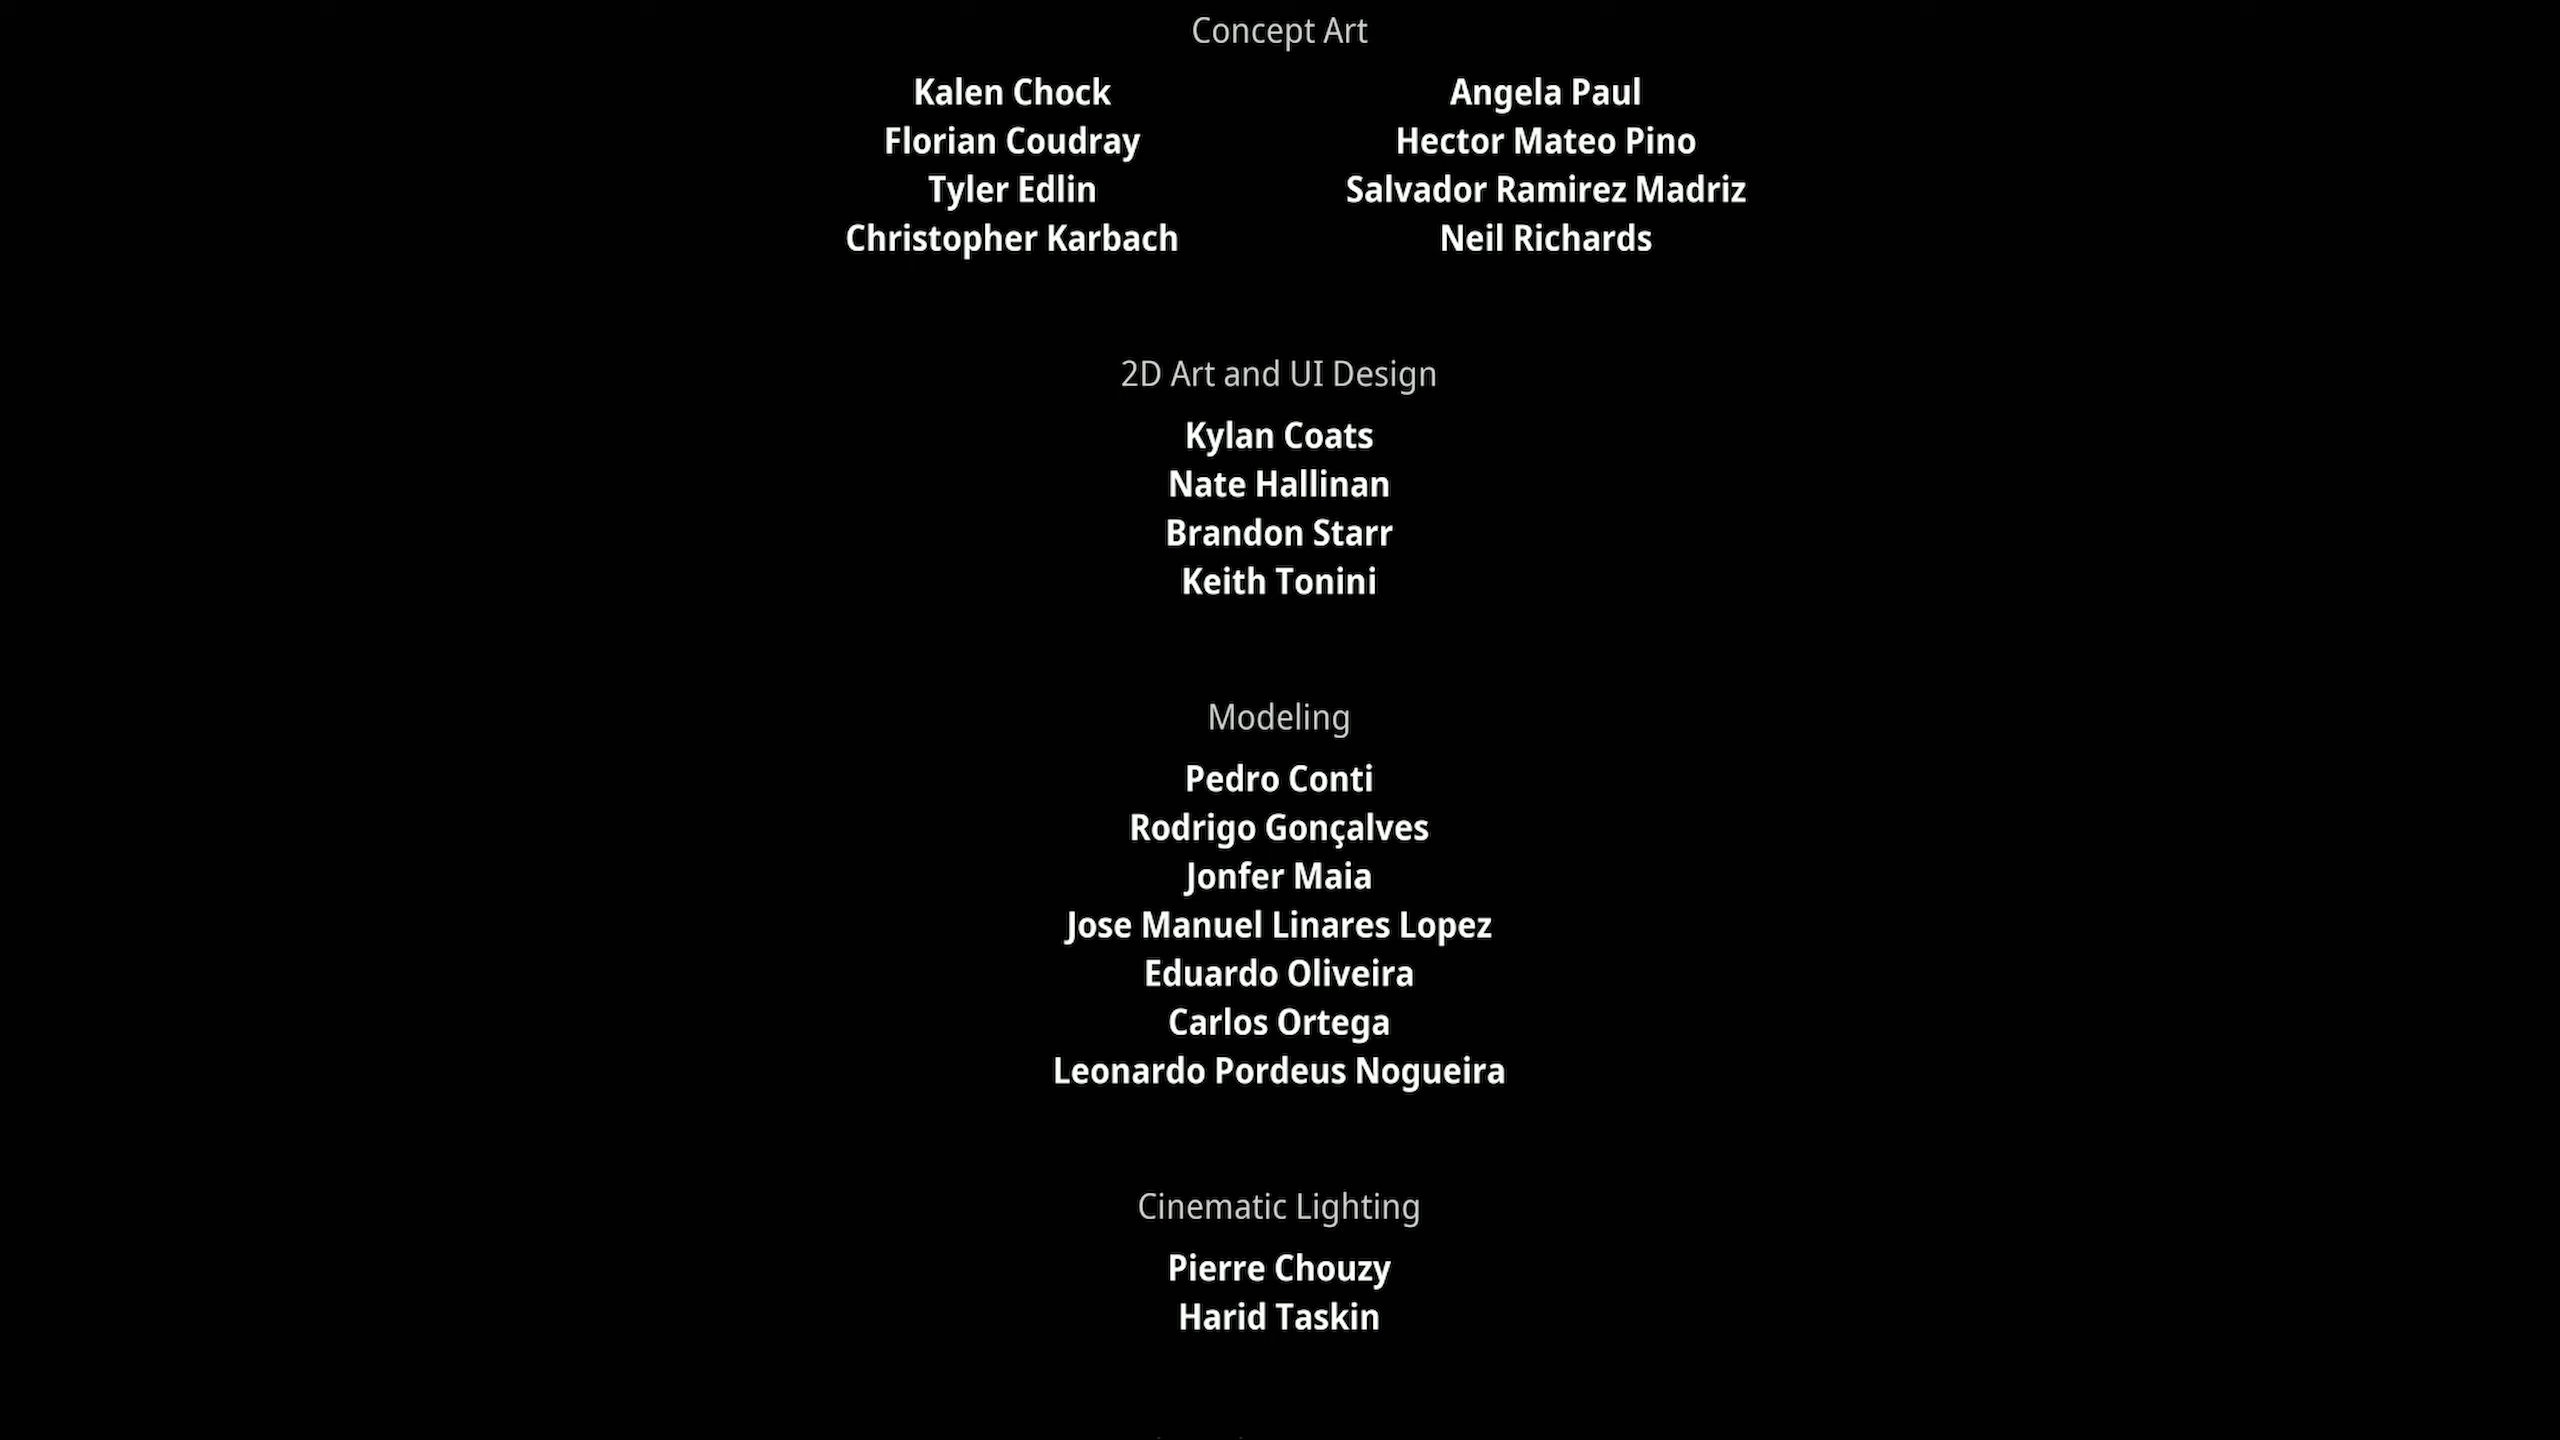 Concept Art
Kalen Chock
Florian Coudray
Tyler Edlin
Christopher Karbach
Angela Paul
Hector Mateo Pino
Salvador Ramirez Madriz
Neil Richards
2D Art and UI Design
Kylan Coats
Nate Hallinan
Brandon Starr
Keith Tonini
Modeling
Pedro Conti
Rodrigo Gonçalves
Jonfer Maia
Jose Manuel Linares Lopez
Eduardo Oliveira
Carlos Ortega
Leonardo Pordeus Nogueira
Cinematic Lighting
Pierre Chouzy
Harid Taskin